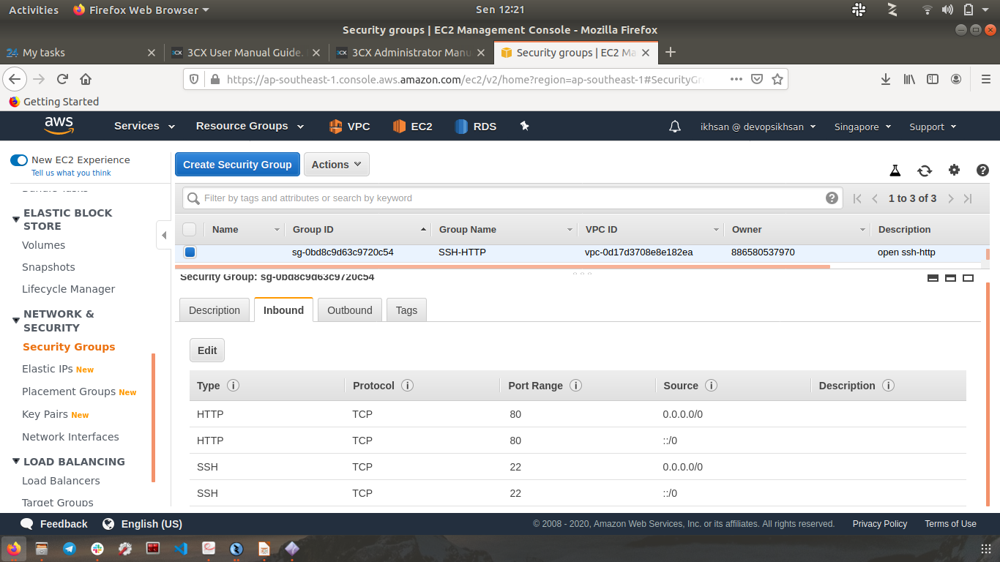 Activities Firefox Web Browser Sen 12:21
Security groups | EC2 Management Console - Mozilla Firefox
My tasks 3CX User Manual Guide. 3CX Administrator Manu Security groups | EC2 Ma
https://ap-southeast-1.console.aws.amazon.com/ec2/v2/home?region=ap-southeast-1#SecurityGr
Getting Started
aws Services Resource Groups VPC EC2 RDS ikhsan @ devopsikhsan Singapore Support
New EC2 Experience
Tell us what you think
Bundle Tasks
ELASTIC BLOCK STORE
Volumes
Snapshots
Lifecycle Manager
NETWORK & SECURITY
Security Groups
Elastic IPs New
Placement Groups New
Key Pairs New
Network Interfaces
LOAD BALANCING
Load Balancers
Target Groups
Create Security Group Actions
Filter by tags and attributes or search by keyword 1 to 3 of 3
Name Group ID Group Name VPC ID Owner Description
sg-0bd8c9d63c9720c54 SSH-HTTP vpc-0d17d3708e8e182ea 886580537970 open ssh-http
Security Group: sg-0bd8c9d63c9720c54
Description Inbound Outbound Tags
Edit
Type Protocol Port Range Source Description
HTTP TCP 80 0.0.0.0/0
HTTP TCP 80 ::/0
SSH TCP 22 0.0.0.0/0
SSH TCP 22 ::/0
Feedback English (US) © 2008 - 2020, Amazon Web Services, Inc. or its affiliates. All rights reserved. Privacy Policy Terms of Use